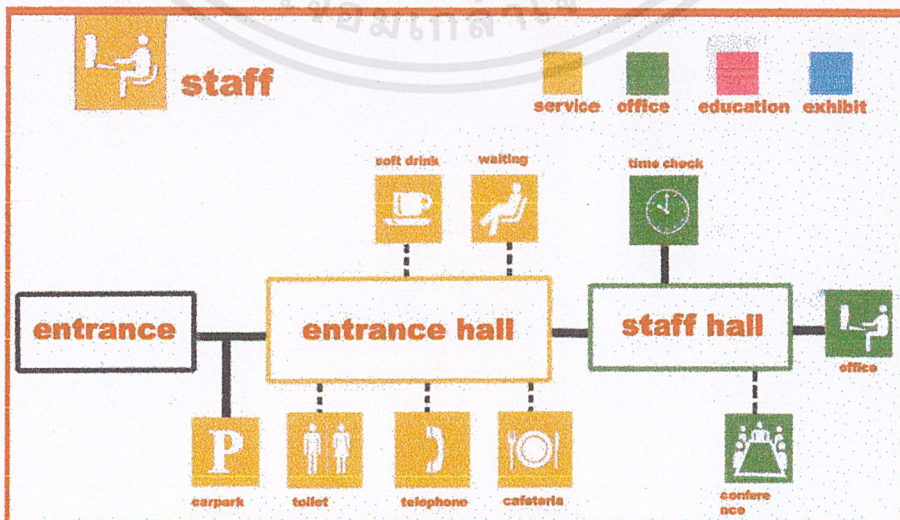 staff
service office education exhibit
soft drink waiting time check
entrance entrance hall staff hall
office
P
carpark toilet telephone cafeteria
confere
nce